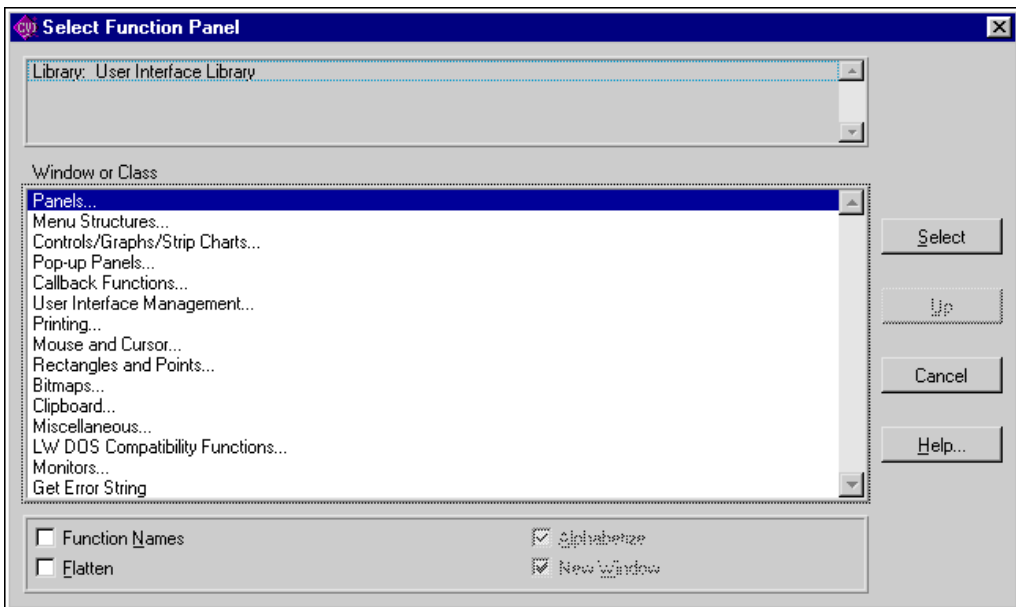 CVI Select Function Panel
Library: User Interface Library
Window or Class
Panels...
Menu Structures...
Controls/Graphs/Strip Charts...
Pop-up Panels...
Callback Functions...
User Interface Management...
Printing...
Mouse and Cursor...
Rectangles and Points...
Bitmaps...
Clipboard...
Miscellaneous...
LW DOS Compatibility Functions...
Monitors...
Get Error String
Select
Up
Cancel
Help...
Function Names
Alphabetize
Flatten
New Window